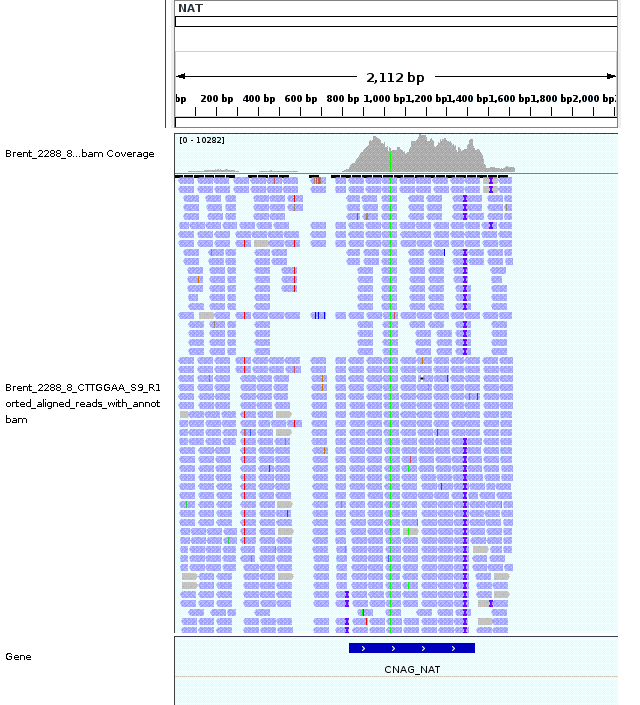 NAT
2,112 bp
bp 200 bp 400 bp 600 bp 800 bp 1,000 bp 1,200 bp 1,400 bp 1,600 bp 1,800 bp 2,000 bp
[0 - 10282]
Brent_2288_8...bam Coverage
Brent_2288_8_CTTGGAA_S9_R1
orted_aligned_reads_with_annot
bam
Gene
CNAG_NAT